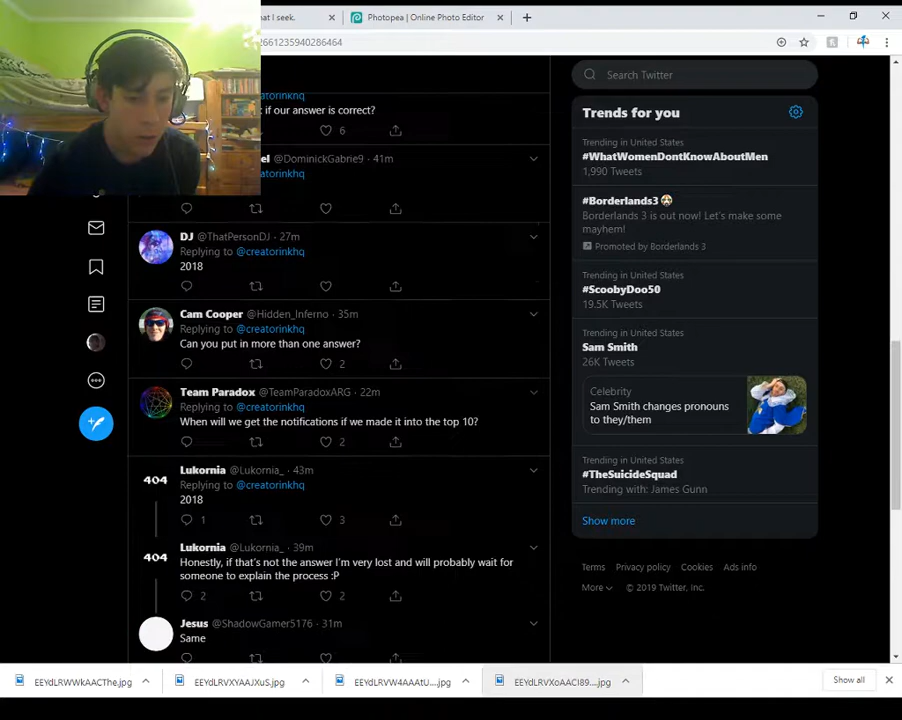 hat I seek.
Photopea | Online Photo Editor
2661235940286464
Search Twitter
@creatorinkhq
if our answer is correct?
6
Trends for you
@DominickGabrie9 · 41m
@creatorinkhq
Trending in United States
#WhatWomenDontKnowAboutMen
1,990 Tweets
#Borderlands3
Borderlands 3 is out now! Let's make some
mayhem!
Promoted by Borderlands 3
DJ @ThatPersonDJ · 27m
Replying to @creatorinkhq
2018
Trending in United States
#ScoobyDoo50
19.5K Tweets
Cam Cooper @Hidden_Inferno · 35m
Replying to @creatorinkhq
Can you put in more than one answer?
2
Trending in United States
Sam Smith
26K Tweets
Celebrity
Sam Smith changes pronouns
to they/them
Team Paradox @TeamParadoxARG · 22m
Replying to @creatorinkhq
When will we get the notifications if we made it into the top 10?
2
Trending in United States
#TheSuicideSquad
Trending with: James Gunn
Show more
404
Lukornia @Lukornia_ · 43m
Replying to @creatorinkhq
2018
1
3
404
Lukornia @Lukornia_ · 39m
Honestly, if that's not the answer I'm very lost and will probably wait for
someone to explain the process :P
2
2
Terms Privacy policy Cookies Ads info
More © 2019 Twitter, Inc.
Jesus @ShadowGamer5176 · 31m
Same
EEYdLRWWkAACThe.jpg
EEYdLRVXYAAJXuS.jpg
EEYdLRVW4AAAtU....jpg
EEYdLRVXoAACI89....jpg
Show all